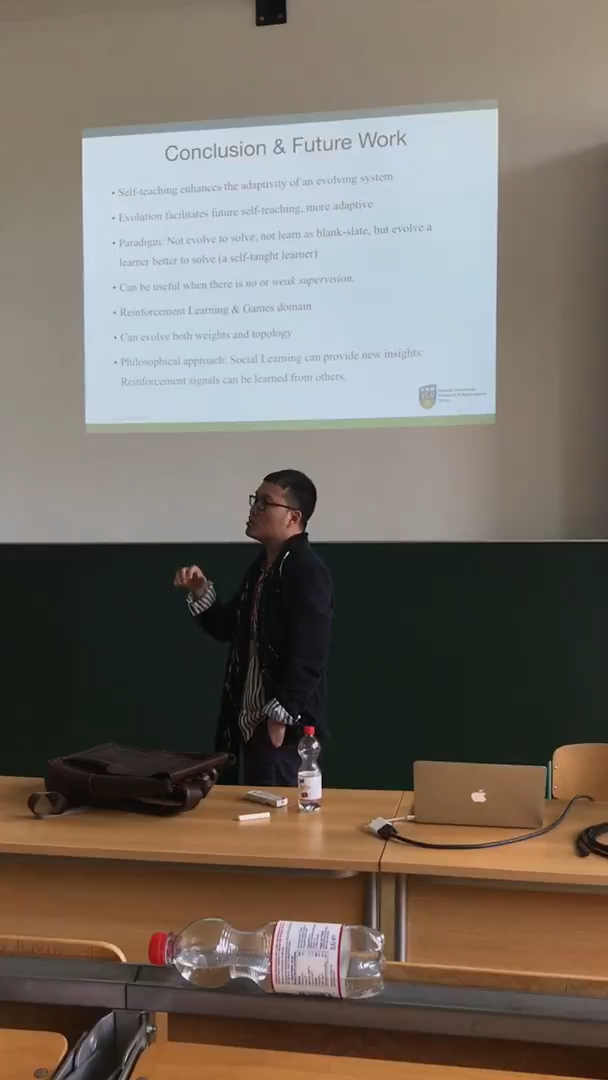 Conclusion & Future Work
• Self-teaching enhances the adaptivity of an evolving system
• Evolution facilitates future self-teaching, more adaptive
• Paradigm: Not evolve to solve, not learn as blank-slate, but evolve a
learner better to solve (a self-taught learner)
• Can be useful when there is no or weak supervision.
• Reinforcement Learning & Games domain
• Can evolve both weights and topology
• Philosophical approach: Social Learning can provide new insights:
Reinforcement signals can be learned from others.